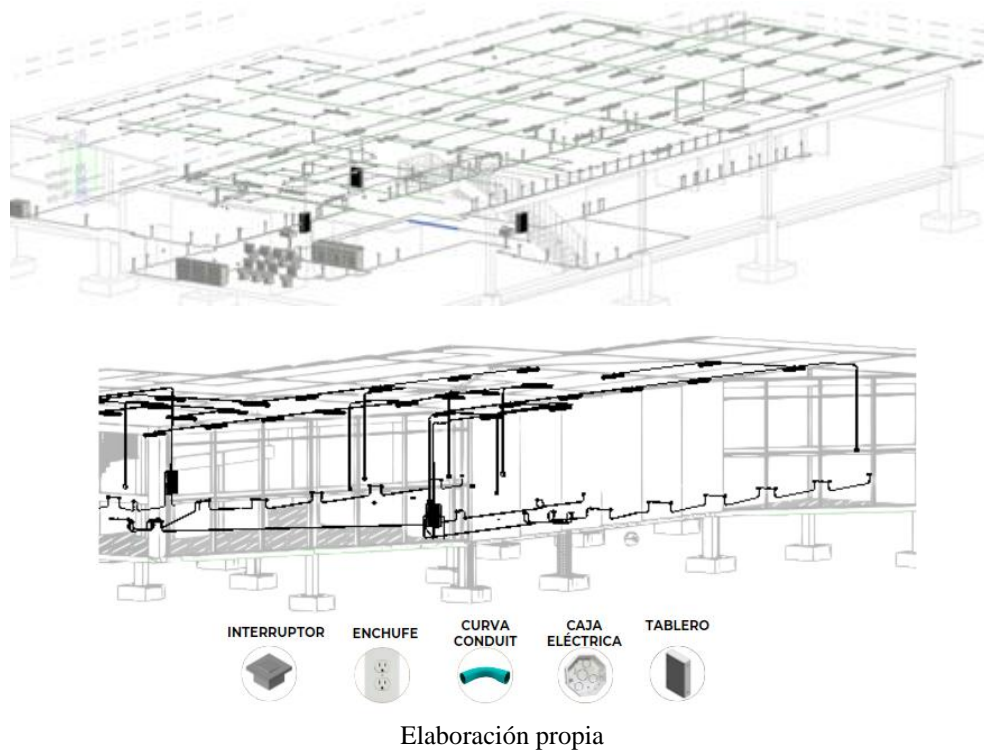 INTERRUPTOR
ENCHUFE
CURVA
CONDUIT
CAJA
ELÉCTRICA
TABLERO
Elaboración propia